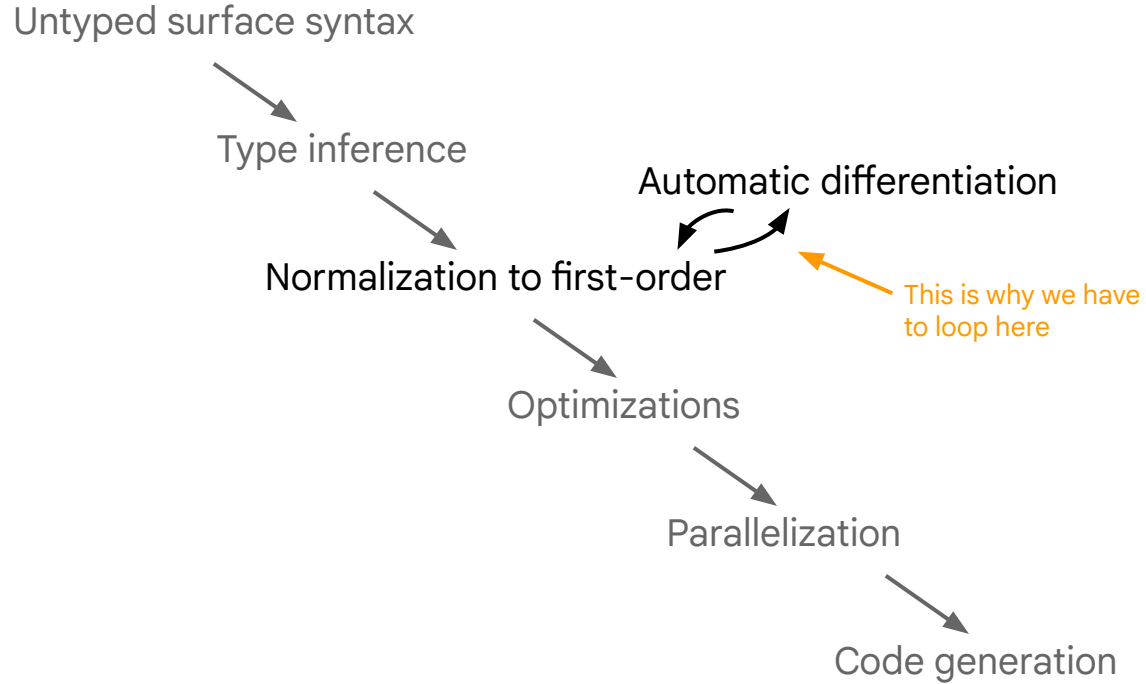 Untyped surface syntax
Type inference
Automatic differentiation
Normalization to first-order
This is why we have
to loop here
Optimizations
Parallelization
Code generation